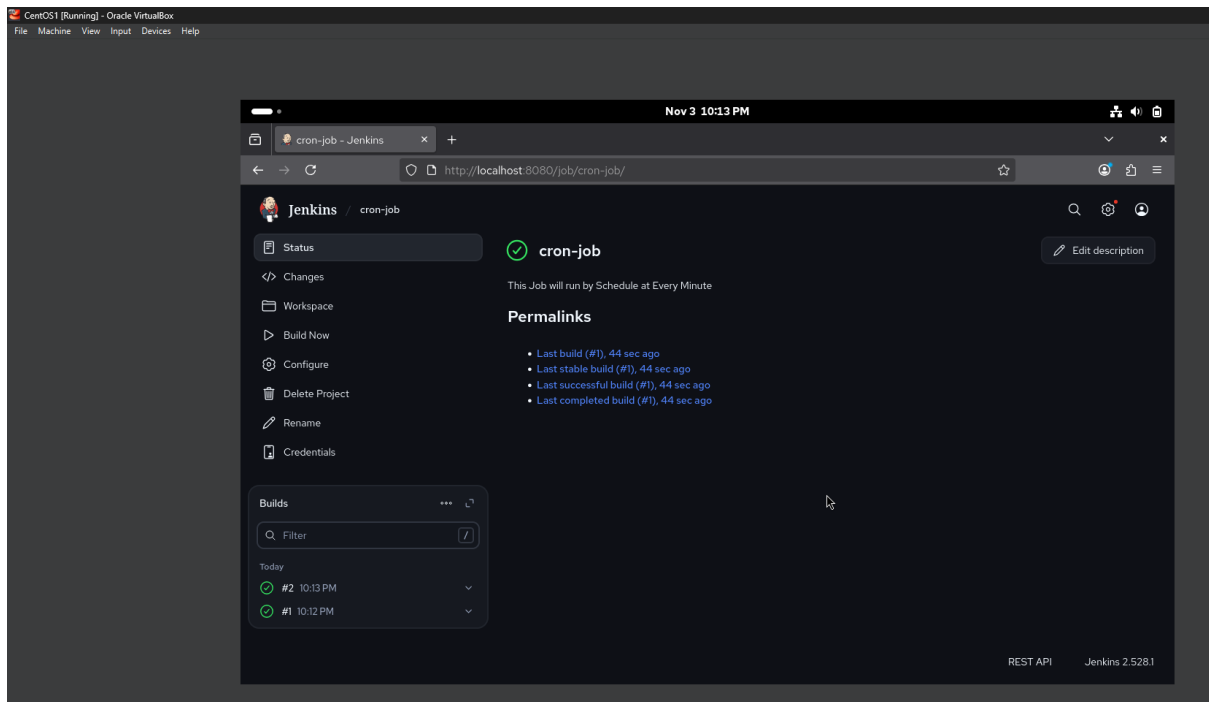 CentOS1 [Running] - Oracle VirtualBox
File Machine View Input Devices Help
Nov 3 10:13 PM
cron-job - Jenkins
http://localhost:8080/job/cron-job/
Jenkins / cron-job
Status
Changes
Workspace
Build Now
Configure
Delete Project
Rename
Credentials
cron-job
Edit description
This Job will run by Schedule at Every Minute
Permalinks
Last build (#1), 44 sec ago
Last stable build (#1), 44 sec ago
Last successful build (#1), 44 sec ago
Last completed build (#1), 44 sec ago
Builds
Filter /
Today
#2 10:13 PM
#1 10:12 PM
REST API Jenkins 2.528.1